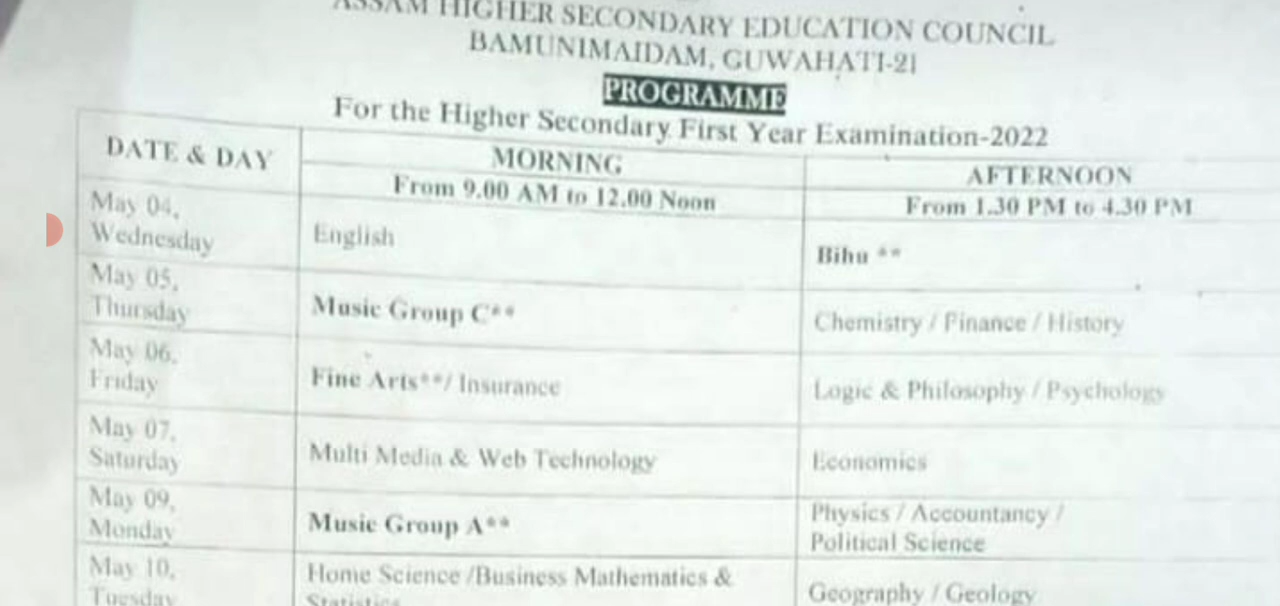 ASSAM HIGHER SECONDARY EDUCATION COUNCIL
BAMUNIMAIDAM, GUWAHATI-21
PROGRAMME
For the Higher Secondary First Year Examination-2022
DATE & DAY
MORNING
AFTERNOON
From 9.00 AM to 12.00 Noon
From 1.30 PM to 4.30 PM
May 04,
Wednesday
English
Bihu **
May 05,
Thursday
Music Group C**
Chemistry / Finance / History
May 06,
Friday
Fine Arts**/ Insurance
Logic & Philosophy / Psychology
May 07,
Saturday
Multi Media & Web Technology
Economics
May 09,
Monday
Music Group A**
Physics / Accountancy /
Political Science
May 10,
Tuesday
Home Science /Business Mathematics &
Statistics
Geography / Geology